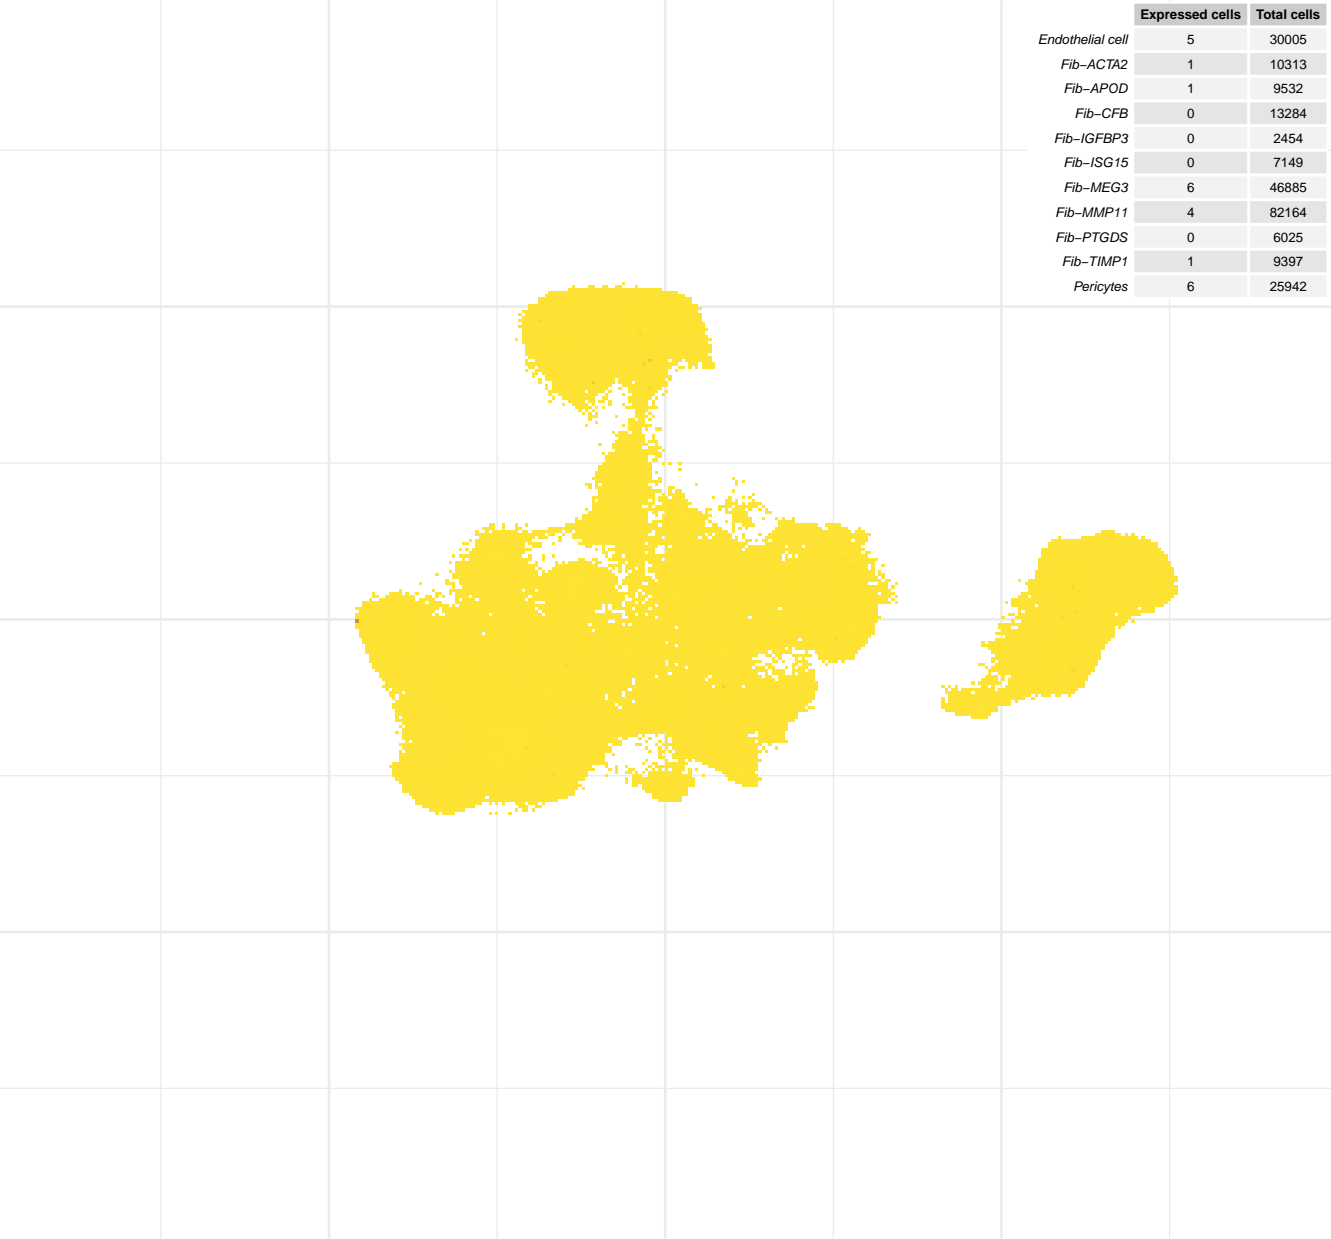 Expressed cells Total cells
Endothelial cell 5 30005
Fib−ACTA2 1 10313
Fib−APOD 1 9532
Fib−CFB 0 13284
Fib−IGFBP3 0 2454
Fib−ISG15 0 7149
Fib−MEG3 6 46885
Fib−MMP11 4 82164
Fib−PTGDS 0 6025
Fib−TIMP1 1 9397
Pericytes 6 25942